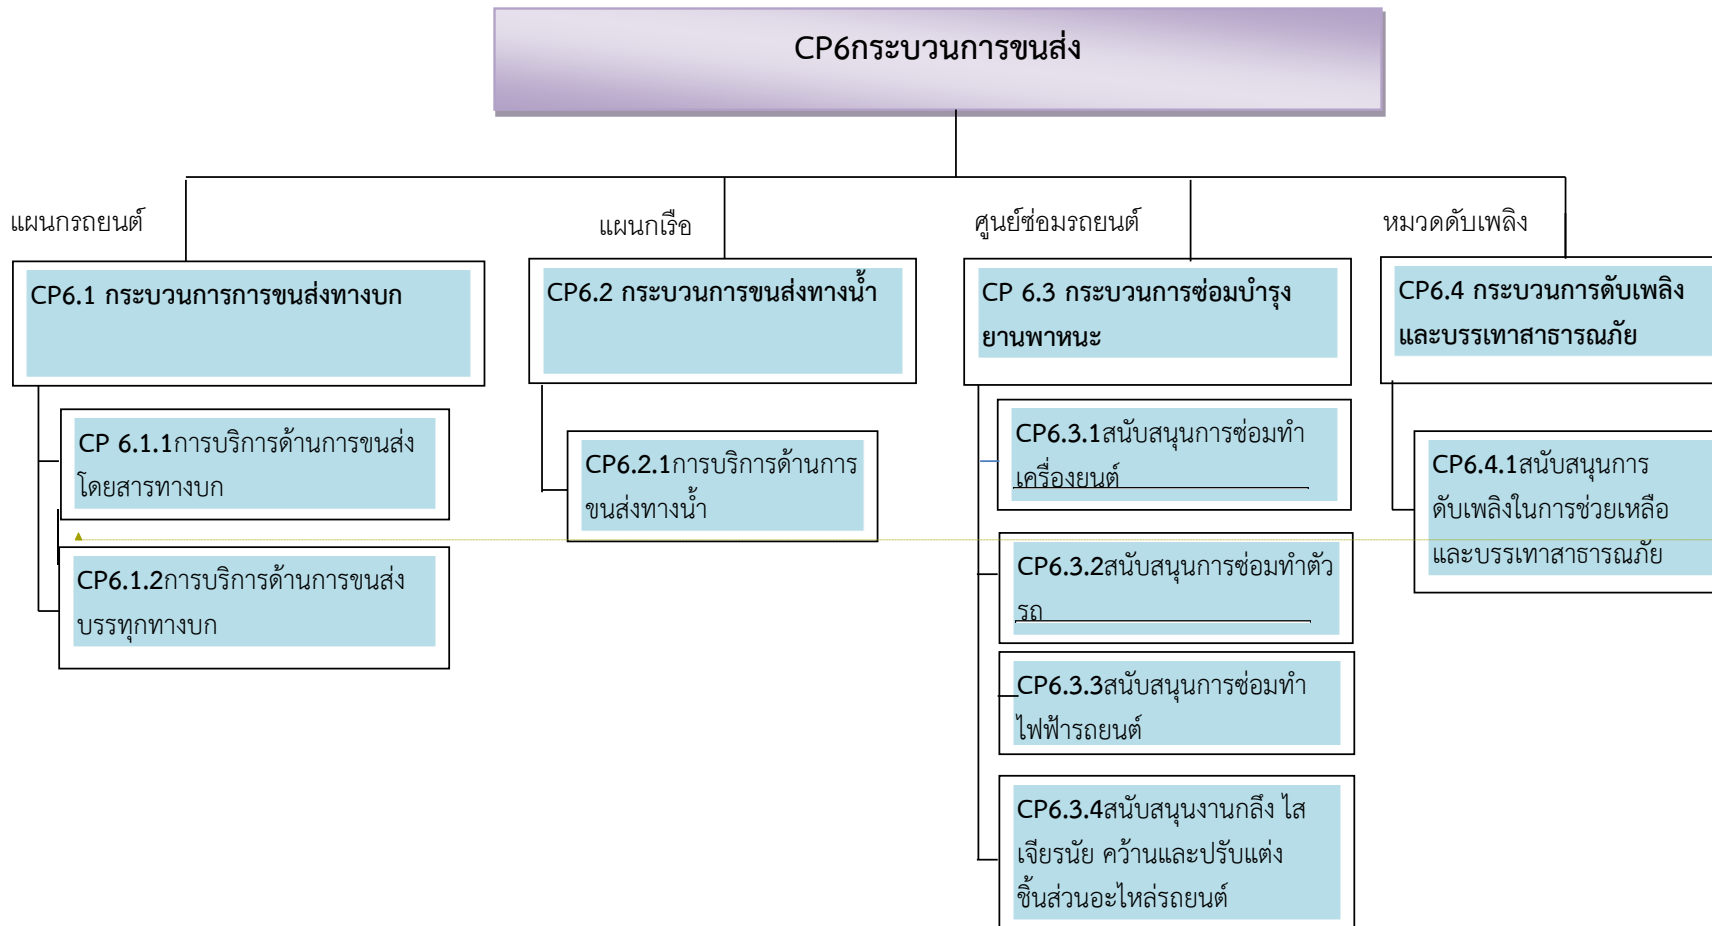 CP6กระบวนการขนส่ง
แผนกรถยนต์
CP6.1 กระบวนการการขนส่งทางบก
CP 6.1.1การบริการด้านการขนส่ง
โดยสารทางบก
CP6.1.2การบริการด้านการขนส่ง
บรรทุกทางบก
แผนกเรือ
CP6.2 กระบวนการขนส่งทางน้ำ
CP6.2.1การบริการด้านการ
ขนส่งทางน้ำ
ศูนย์ซ่อมรถยนต์
CP 6.3 กระบวนการซ่อมบำรุง
ยานพาหนะ
CP6.3.1สนับสนุนการซ่อมทำ
เครื่องยนต์
CP6.3.2สนับสนุนการซ่อมทำตัว
รถ
CP6.3.3สนับสนุนการซ่อมทำ
ไฟฟ้ารถยนต์
CP6.3.4สนับสนุนงานกลึง ไส
เจียรนัย คว้านและปรับแต่ง
ชิ้นส่วนอะไหล่รถยนต์
หมวดดับเพลิง
CP6.4 กระบวนการดับเพลิง
และบรรเทาสาธารณภัย
CP6.4.1สนับสนุนการ
ดับเพลิงในการช่วยเหลือ
และบรรเทาสาธารณภัย